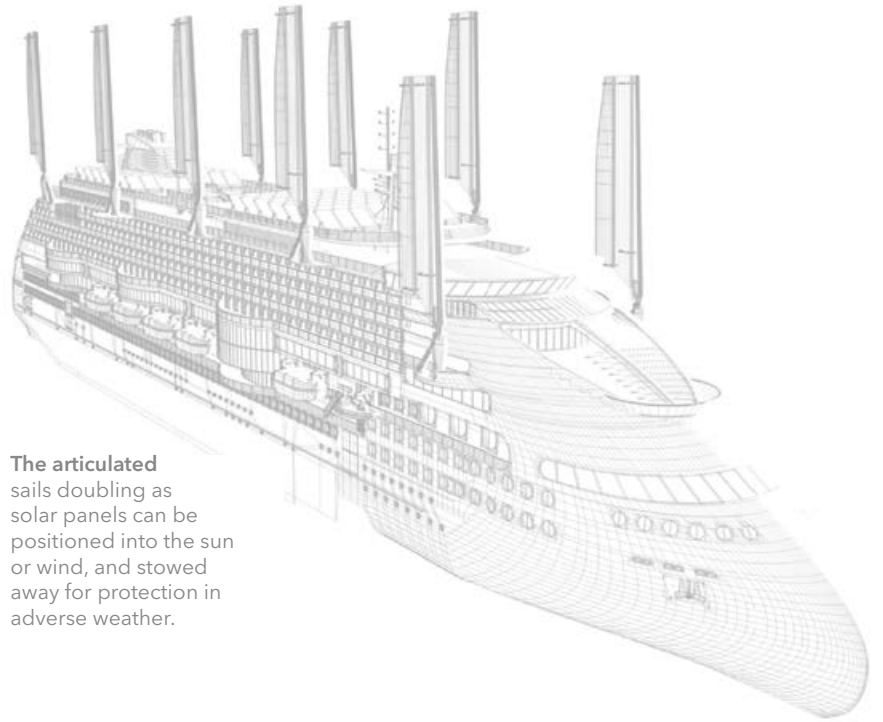 The articulated
sails doubling as
solar panels can be
positioned into the sun
or wind, and stowed
away for protection in
adverse weather.